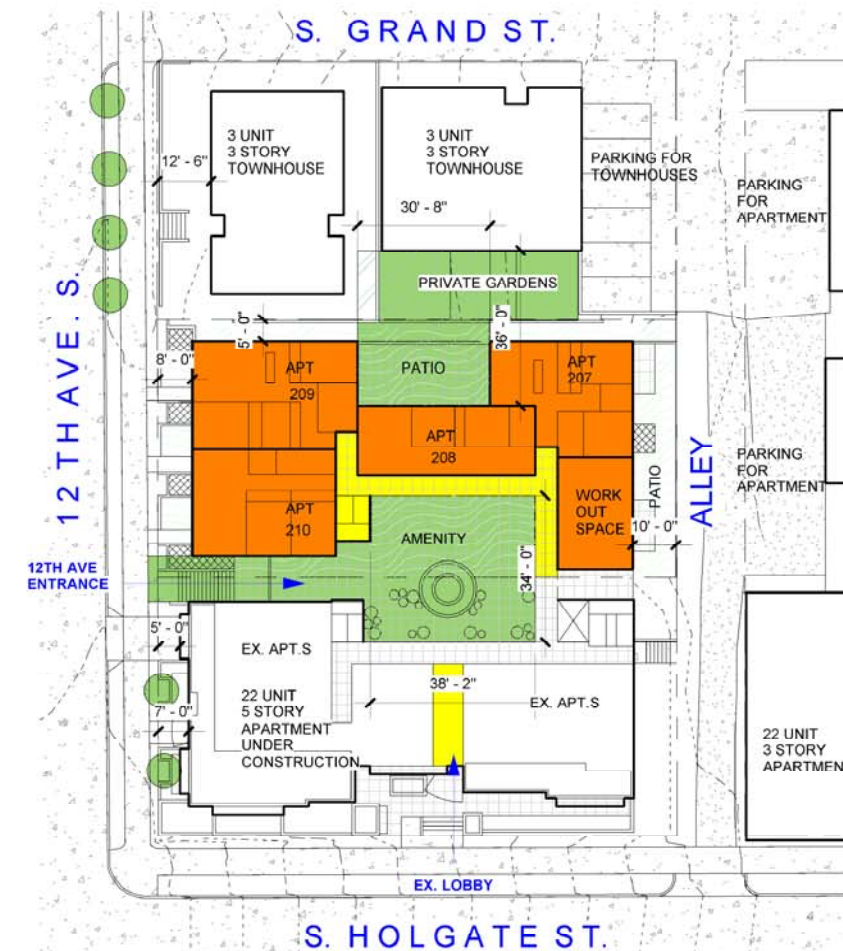 S. GRAND ST.
3 UNIT
3 STORY
TOWNHOUSE
3 UNIT
3 STORY
TOWNHOUSE
12' - 6"
PARKING FOR
TOWNHOUSES
PARKING
FOR
APARTMENT
30' - 8"
PRIVATE GARDENS
12TH AVE. S.
5' - 0"
36' - 0"
8' - 0"
APT
209
PATIO
APT
207
APT
208
ALLEY
PARKING
FOR
APARTMENT
PATIO
WORK
OUT
SPACE
APT
210
10' - 0"
AMENITY
34' - 0"
12TH AVE
ENTRANCE
5' - 0"
EX. APT.S
38' - 2"
EX. APT.S
22 UNIT
5 STORY
APARTMENT
UNDER
CONSTRUCTION
7' - 0"
22 UNIT
3 STORY
APARTMEN
EX. LOBBY
S. HOLGATE ST.